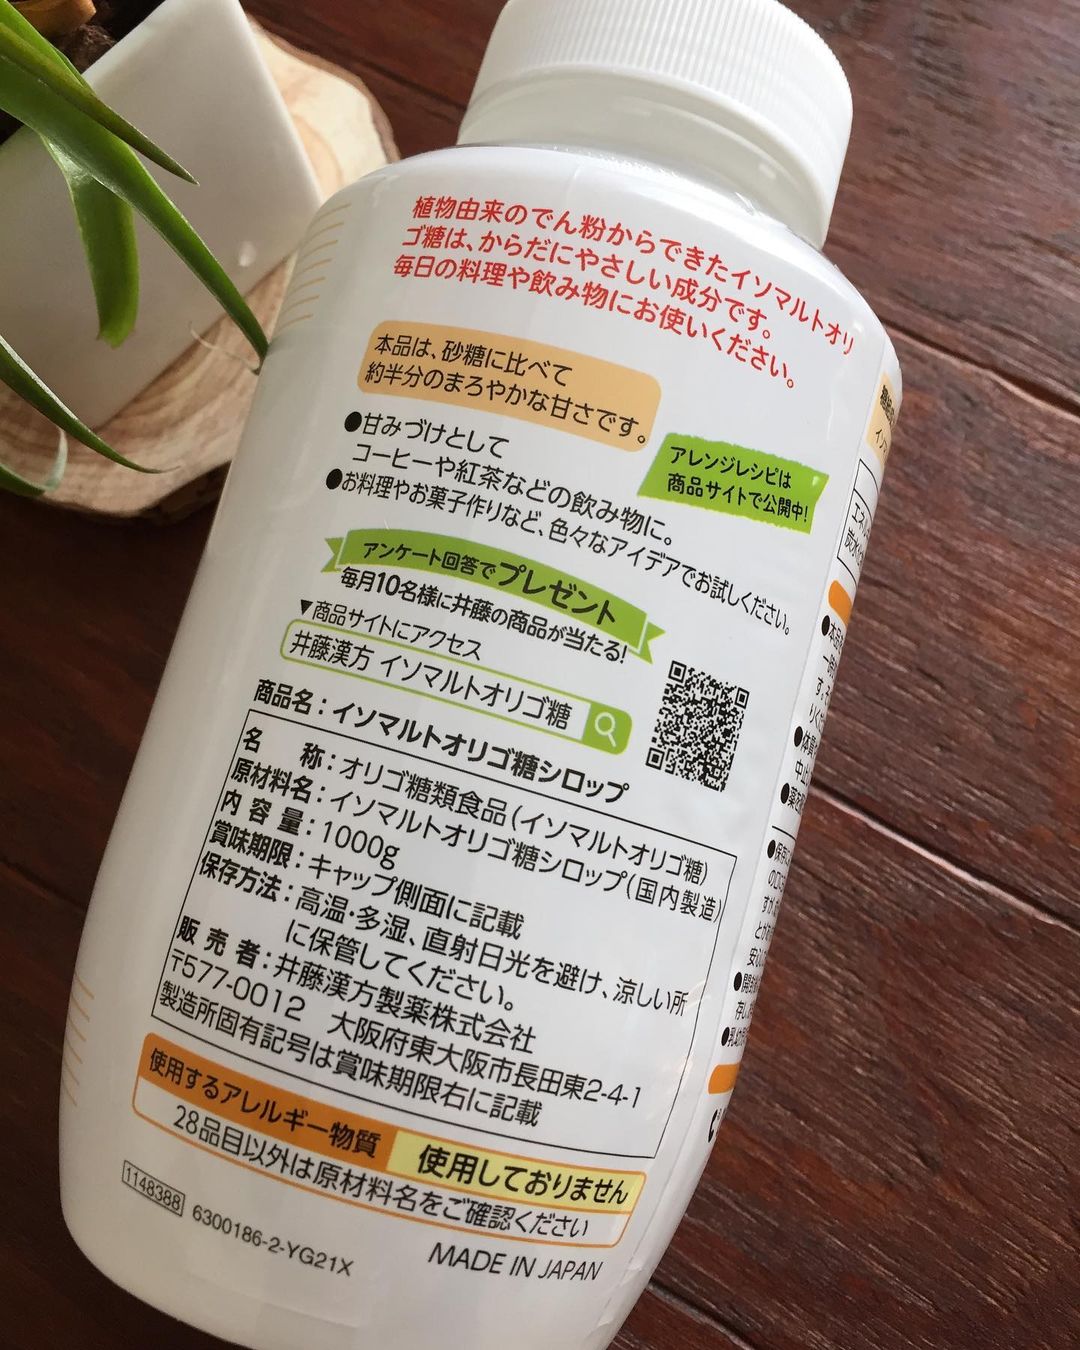 植物由来のでん粉からできたイソマルトオリ
ゴ糖は、からだにやさしい成分です。
毎日の料理や飲み物にお使いください。
本品は、砂糖に比べて
約半分のまろやかな甘さです。
●甘みづけとして
コーヒーや紅茶などの飲み物に。
●お料理やお菓子作りなど、色々なアイデアでお試しください。
アレンジレシピは
商品サイトで公開中!
アンケート回答でプレゼント
毎月10名様に井藤の商品が当たる!
▼商品サイトにアクセス
井藤漢方 イソマルトオリゴ糖
商品名:イソマルトオリゴ糖シロップ
名 称:オリゴ糖類食品(イソマルトオリゴ糖)
原材料名:イソマルトオリゴ糖シロップ(国内製造)
内 容 量:1000g
賞味期限:キャップ側面に記載
保存方法:高温・多湿、直射日光を避け、涼しい所
に保管してください。
販 売 者:井藤漢方製薬株式会社
〒577-0012 大阪府東大阪市長田東2-4-1
製造所固有記号は賞味期限右に記載
使用するアレルギー物質 使用しておりません
28品目以外は原材料名をご確認ください
1148388 6300186-2-YG21X
MADE IN JAPAN